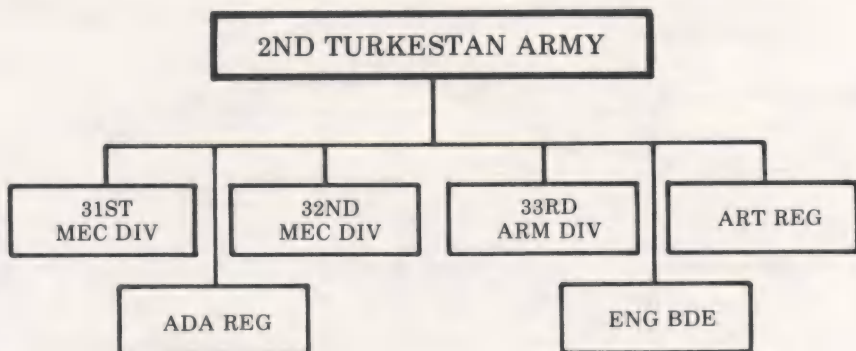 2ND TURKESTAN ARMY
31ST
MEC DIV
32ND
MEC DIV
33RD
ARM DIV
ART REG
ADA REG
ENG BDE